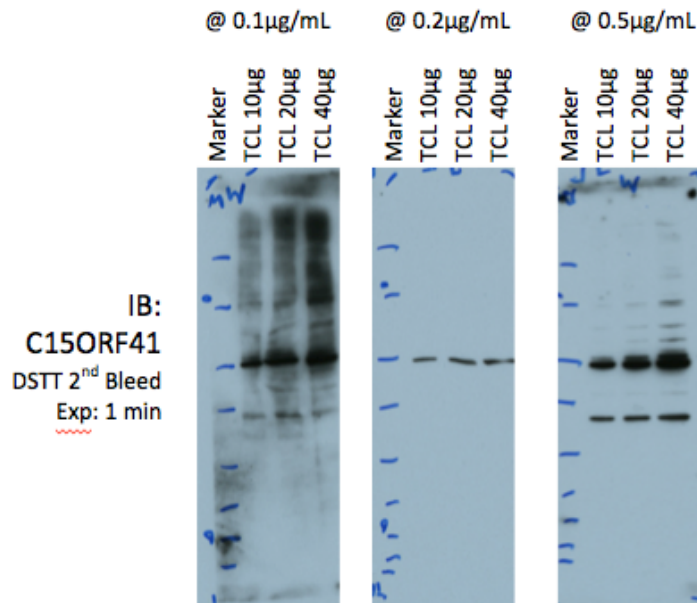 @ 0.1µg/mL
@ 0.2µg/mL
@ 0.5µg/mL
Marker
TCL 10µg
TCL 20µg
TCL 40µg
Marker
TCL 10µg
TCL 20µg
TCL 40µg
Marker
TCL 10µg
TCL 20µg
TCL 40µg
MW
IB:
C15ORF41
DSTT 2nd Bleed
Exp: 1 min